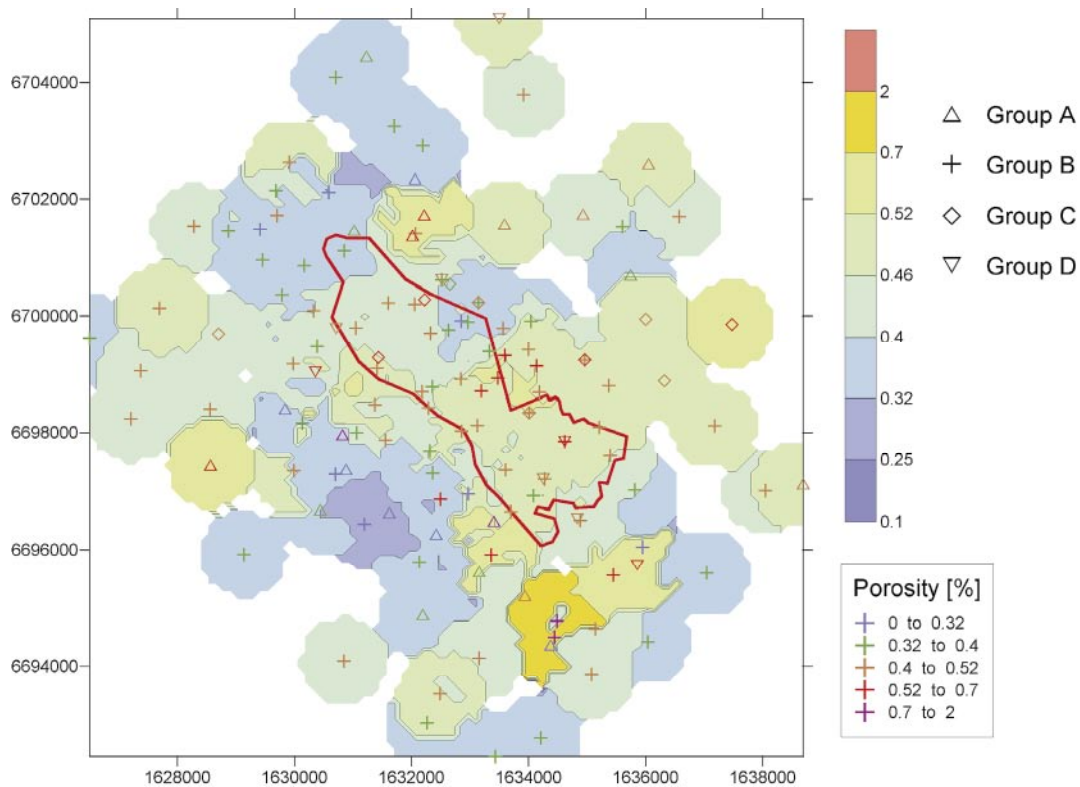 6704000
6702000
6700000
6698000
6696000
6694000
1628000 1630000 1632000 1634000 1636000 1638000
2
0.7
0.52
0.46
0.4
0.32
0.25
0.1
Group A
Group B
Group C
Group D
Porosity [%]
0 to 0.32
0.32 to 0.4
0.4 to 0.52
0.52 to 0.7
0.7 to 2